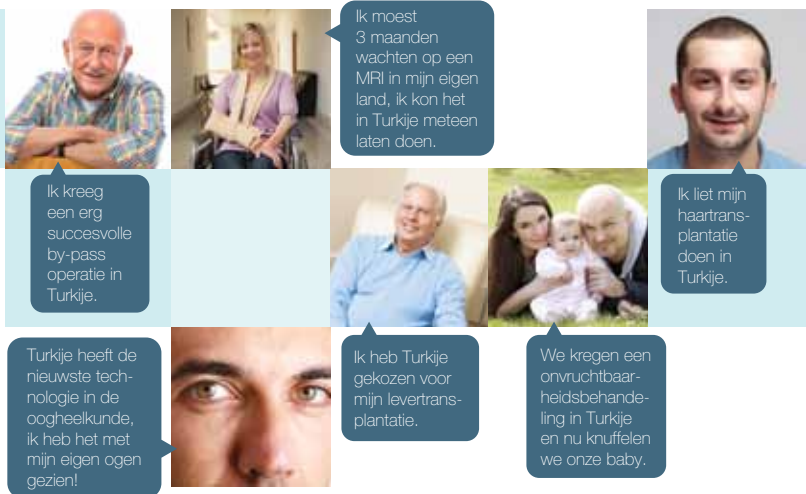 Ik moest
3 maanden
wachten op een
MRI in mijn eigen
land, ik kon het
in Turkije meteen
laten doen.
Ik kreeg
een erg
succesvolle
by-pass
operatie in
Turkije.
Ik liet mijn
haartrans-
plantatie
doen in
Turkije.
Turkije heeft de
nieuwste tech-
nologie in de
oogheelkunde,
ik heb het met
mijn eigen ogen
gezien!
Ik heb Turkije
gekozen voor
mijn levertrans-
plantatie.
We kregen een
onvruchtbaar-
heidsbehande-
ling in Turkije
en nu knuffelen
we onze baby.